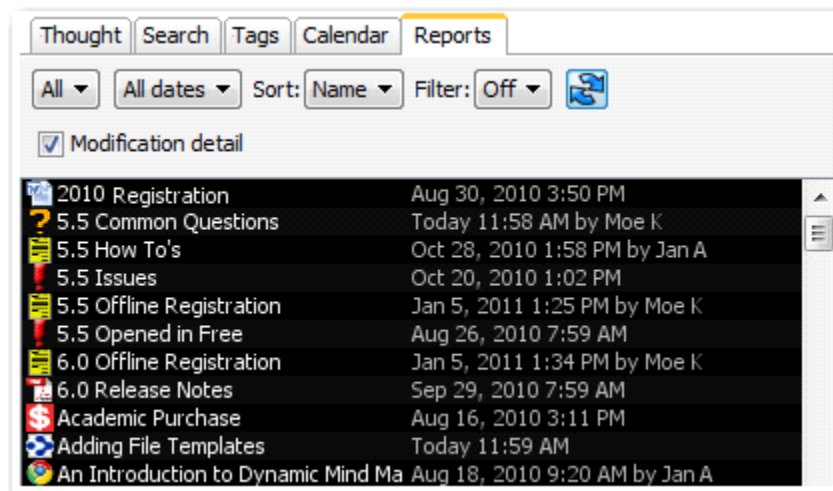 Thought Search Tags Calendar Reports
All All dates Sort: Name Filter: Off
Modification detail
2010 Registration Aug 30, 2010 3:50 PM
5.5 Common Questions Today 11:58 AM by Moe K
5.5 How To's Oct 28, 2010 1:58 PM by Jan A
5.5 Issues Oct 20, 2010 1:02 PM
5.5 Offline Registration Jan 5, 2011 1:25 PM by Moe K
5.5 Opened in Free Aug 26, 2010 7:59 AM
6.0 Offline Registration Jan 5, 2011 1:34 PM by Moe K
6.0 Release Notes Sep 29, 2010 7:59 AM
Academic Purchase Aug 16, 2010 3:11 PM
Adding File Templates Today 11:59 AM
An Introduction to Dynamic Mind Ma Aug 18, 2010 9:20 AM by Jan A